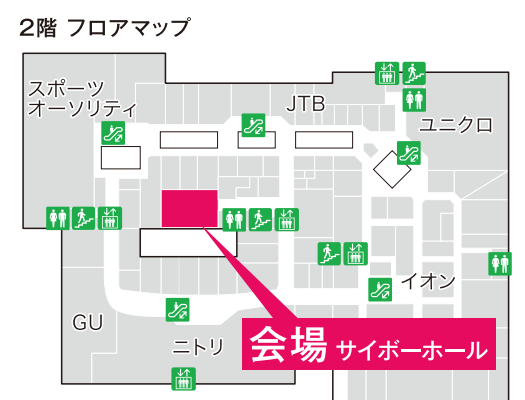 2階 フロアマップ
スポーツ
オーソリティ
JTB
ユニクロ
イオン
GU
ニトリ
会場 サイボーホール